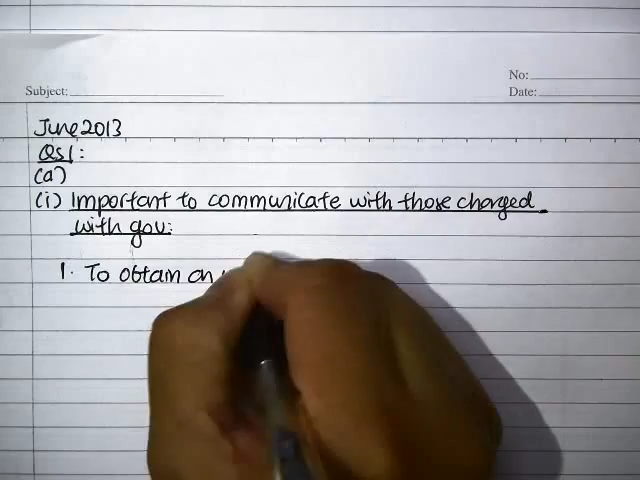 No:
Subject:
Date:
June 2013
QS1:
(a)
(i) Important to communicate with those charged
with gov:
1. To obtain an